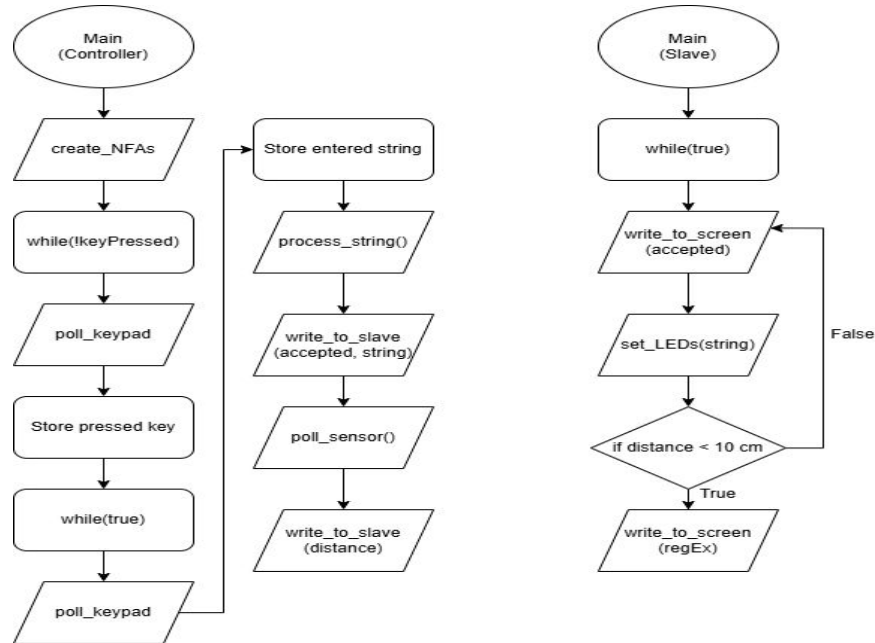 Main
(Controller)
create_NFAs
while(!keyPressed)
poll_keypad
Store pressed key
while(true)
poll_keypad
Store entered string
process_string()
write_to_slave
(accepted, string)
poll_sensor()
write_to_slave
(distance)
Main
(Slave)
while(true)
write_to_screen
(accepted)
set_LEDs(string)
if distance < 10 cm
False
True
write_to_screen
(regEx)